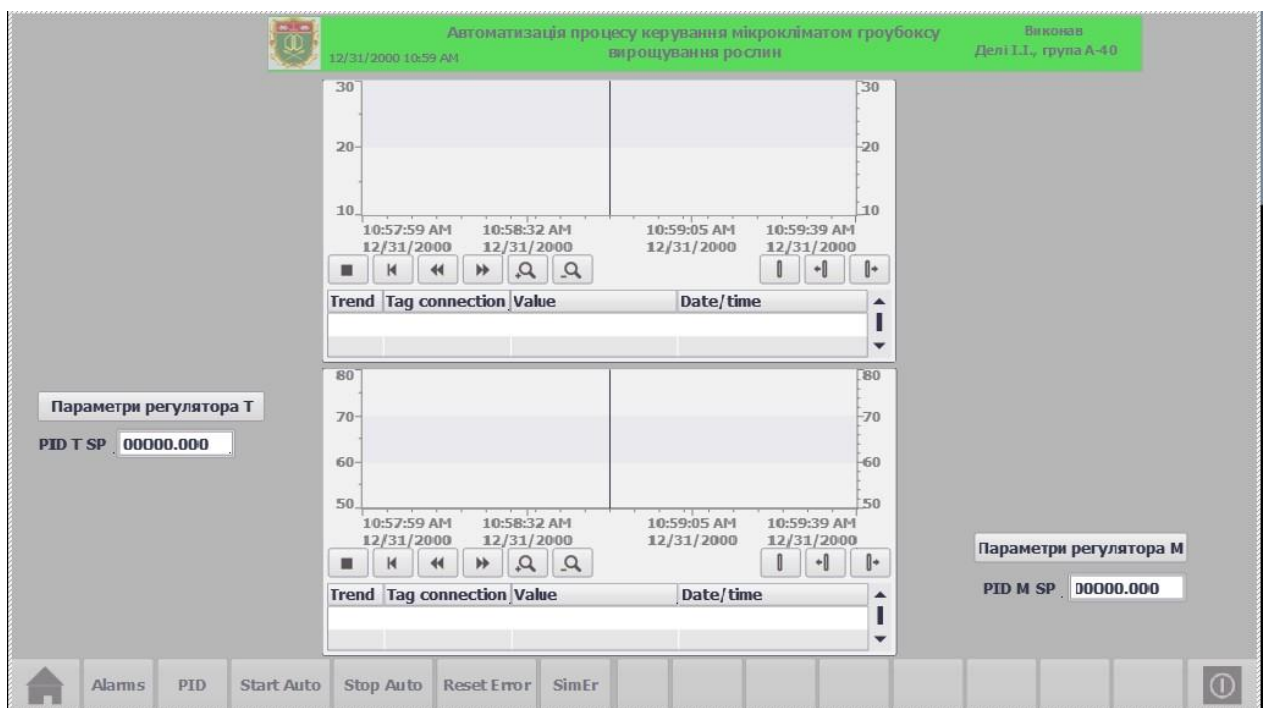 Автоматизація процесу керування мікрокліматом гроубоксу
вирощування рослин
Виконав
Делі І.І., група А-40
12/31/2000 10:59 AM
30 30
20 20
10 10
10:57:59 AM 10:58:32 AM 10:59:05 AM 10:59:39 AM
12/31/2000 12/31/2000 12/31/2000 12/31/2000
Trend Tag connection Value Date/time
80 80
70 70
60 60
50 50
10:57:59 AM 10:58:32 AM 10:59:05 AM 10:59:39 AM
12/31/2000 12/31/2000 12/31/2000 12/31/2000
Trend Tag connection Value Date/time
Параметри регулятора Т
PID T SP 00000.000
Параметри регулятора М
PID M SP 00000.000
Alarms PID Start Auto Stop Auto Reset Error SimEr